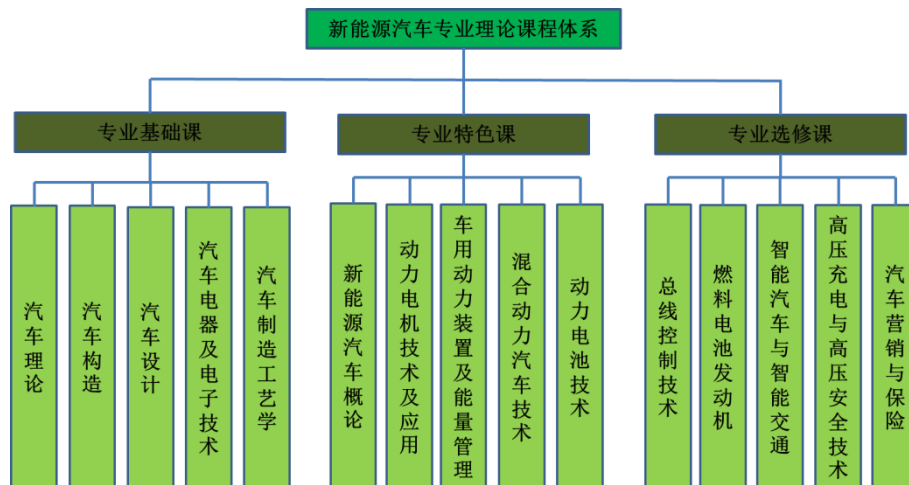 新能源汽车专业理论课程体系
专业基础课
专业特色课
专业选修课
汽车理论
汽车构造
汽车设计
汽车电器及电子技术
汽车制造工艺学
新能源汽车概论
动力电机技术及应用
车用动力装置及能量管理
混合动力汽车技术
动力电池技术
总线控制技术
燃料电池发动机
智能汽车与智能交通
高压充电与高压安全技术
汽车营销与保险